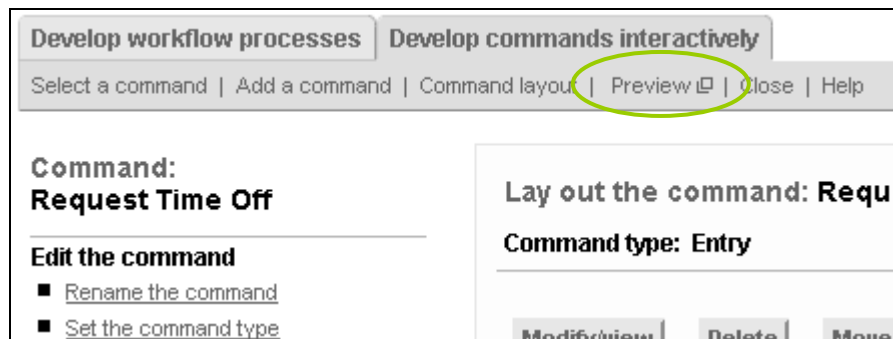 Develop workflow processes Develop commands interactively
Select a command | Add a command | Command layout | Preview | Close | Help
Command:
Request Time Off
Lay out the command: Requ
Command type: Entry
Edit the command
Rename the command
Set the command type
Modify/view Delete Move